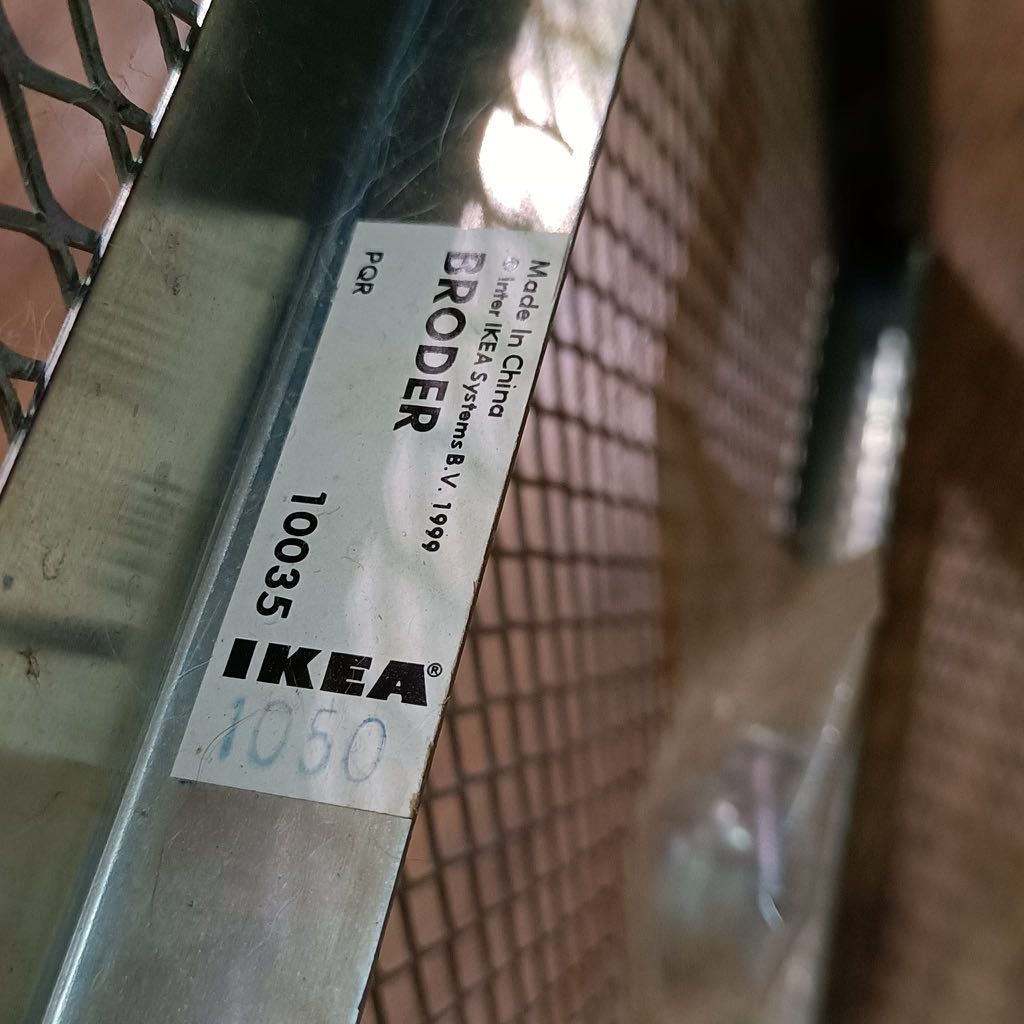 Made In China
© Inter IKEA Systems B.V. 1999
BRODER
PQR
10035
IKEA®
1050